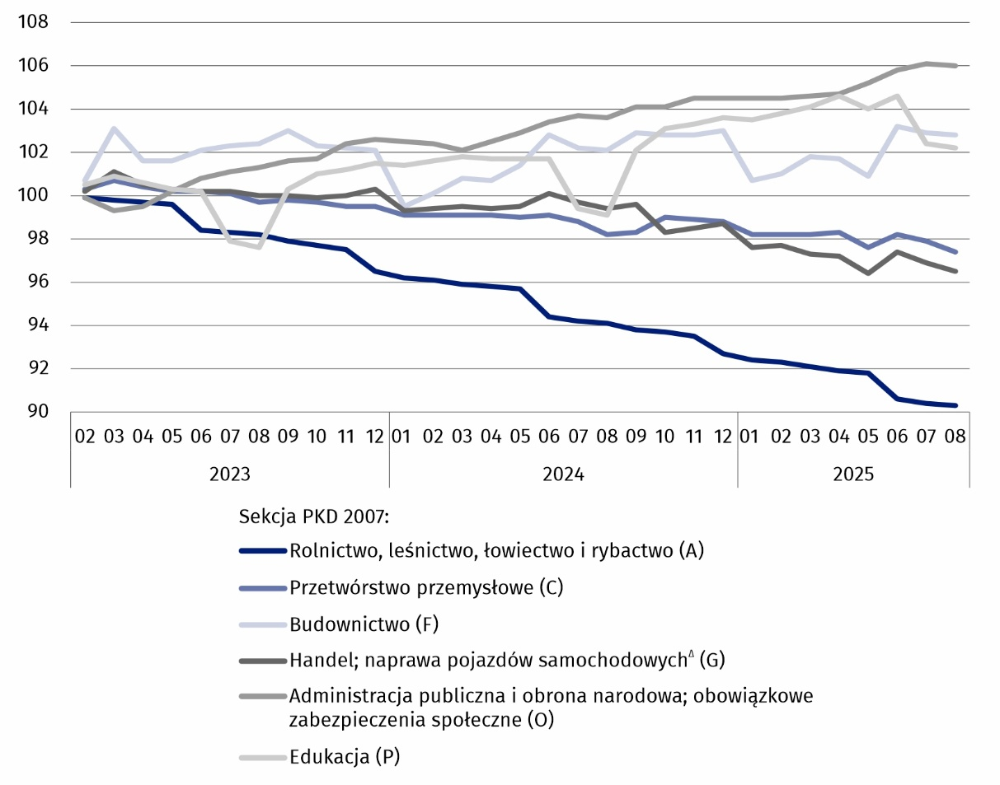 108
106
104
102
100
98
96
94
92
90
02 03 04 05 06 07 08 09 10 11 12 01 02 03 04 05 06 07 08 09 10 11 12 01 02 03 04 05 06 07 08
2023 2024 2025
Sekcja PKD 2007:
Rolnictwo, leśnictwo, łowiectwo i rybactwo (A)
Przetwórstwo przemysłowe (C)
Budownictwo (F)
Handel; naprawa pojazdów samochodowych^Δ (G)
Administracja publiczna i obrona narodowa; obowiązkowe
zabezpieczenia społeczne (O)
Edukacja (P)